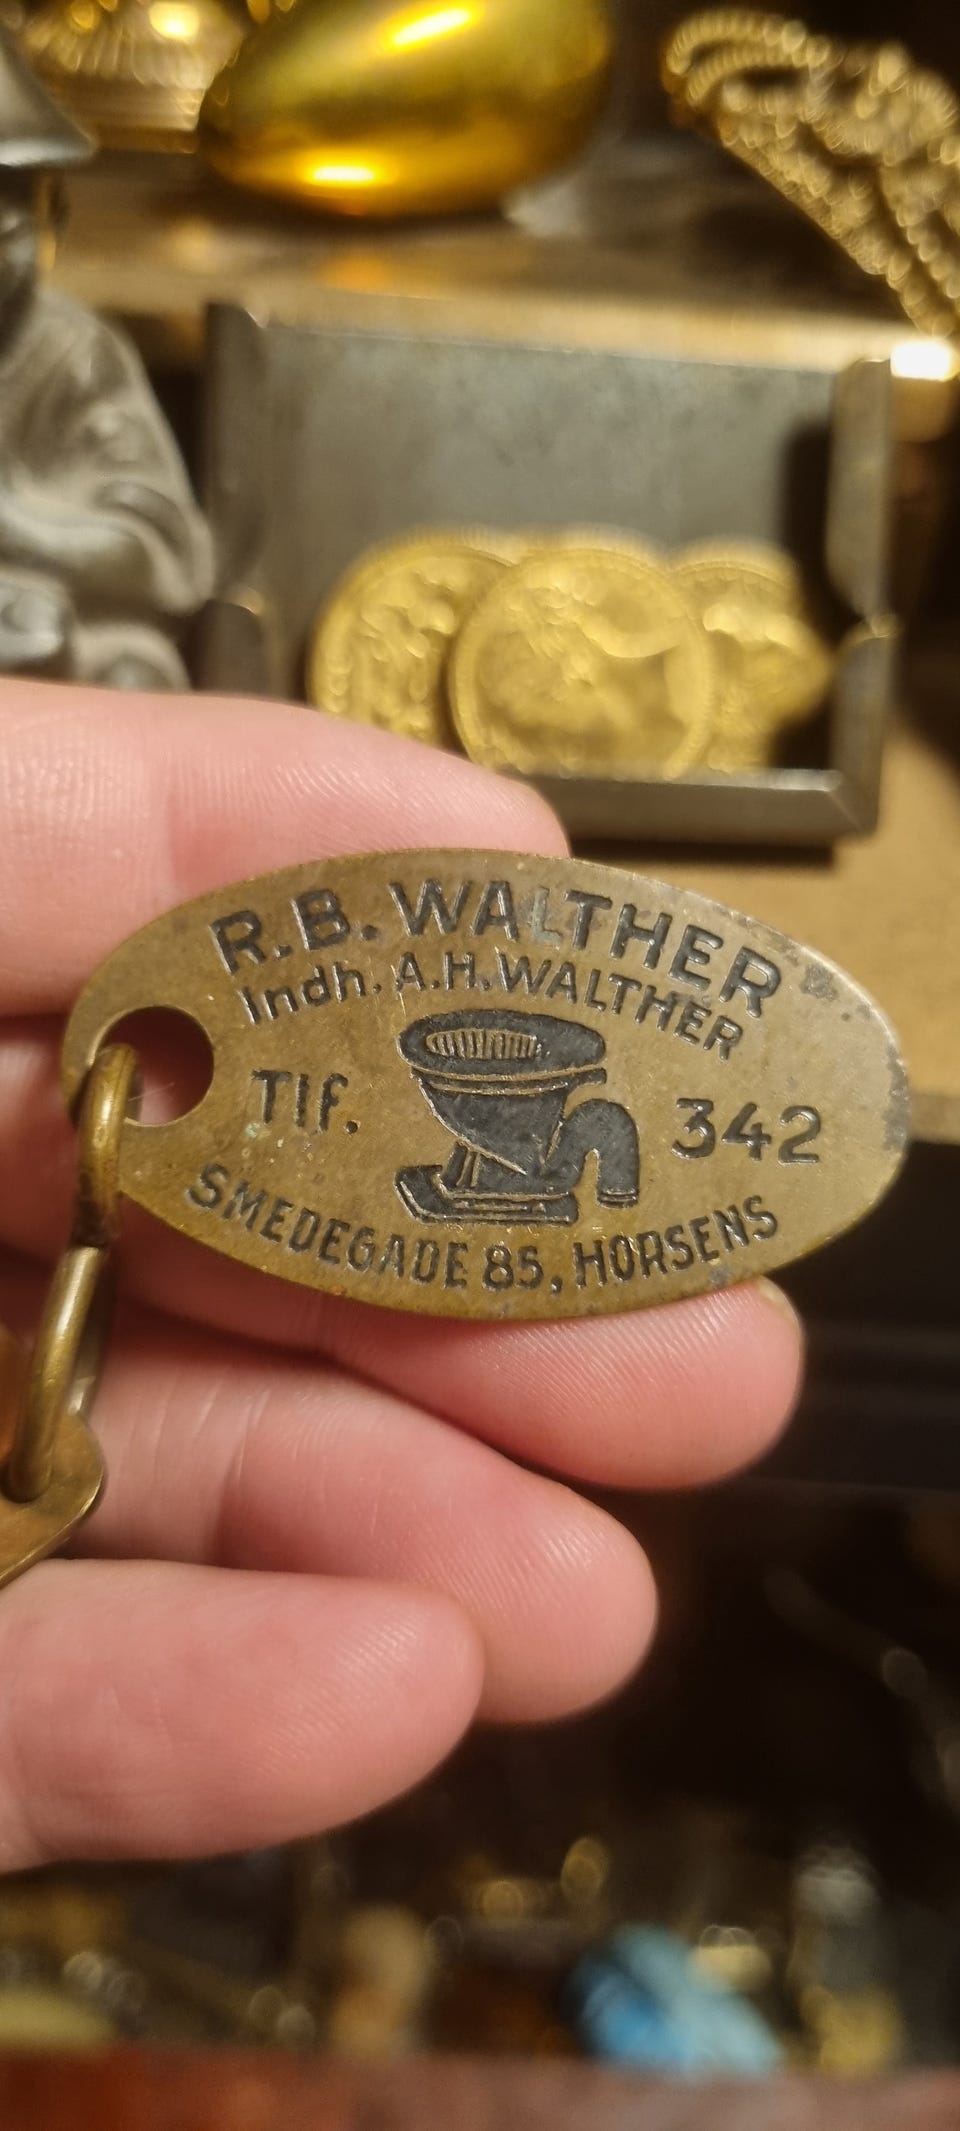 R.B. WALTHER
Indh. A.H. WALTHER
Tlf. 342
SMEDEGADE 85, HORSENS